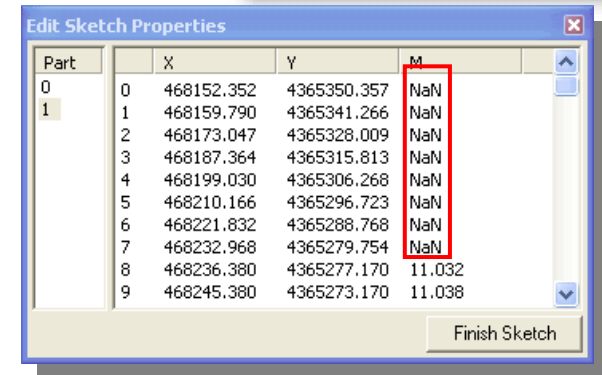 Edit Sketch Properties
Part X Y M
0 0 468152.352 4365350.357 NaN
1 1 468159.790 4365341.266 NaN
2 468173.047 4365328.009 NaN
3 468187.364 4365315.813 NaN
4 468199.030 4365306.268 NaN
5 468210.166 4365296.723 NaN
6 468221.832 4365288.768 NaN
7 468232.968 4365279.754 NaN
8 468236.380 4365277.170 11.032
9 468245.380 4365273.170 11.038
Finish Sketch